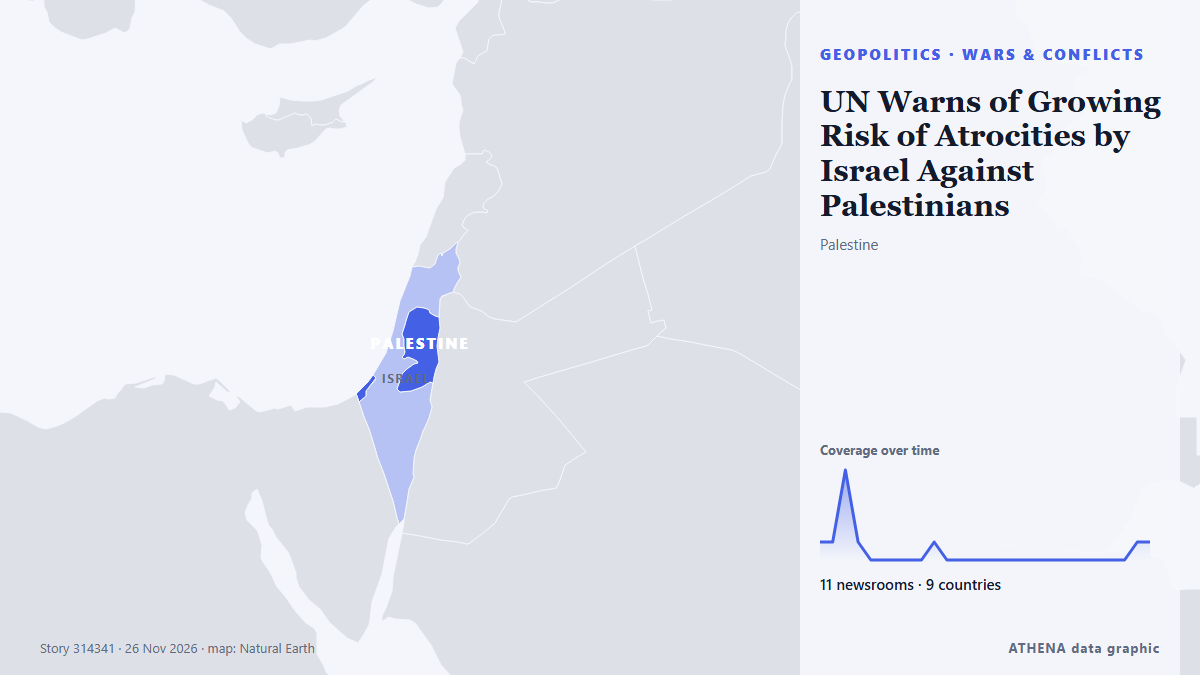 GEOPOLITICS · WARS & CONFLICTS
UN Warns of Growing
Risk of Atrocities by
Israel Against
Palestinians
Palestine
PALESTINE
ISRAEL
Coverage over time
11 newsrooms · 9 countries
Story 314341 · 26 Nov 2026 · map: Natural Earth
ATHENA data graphic